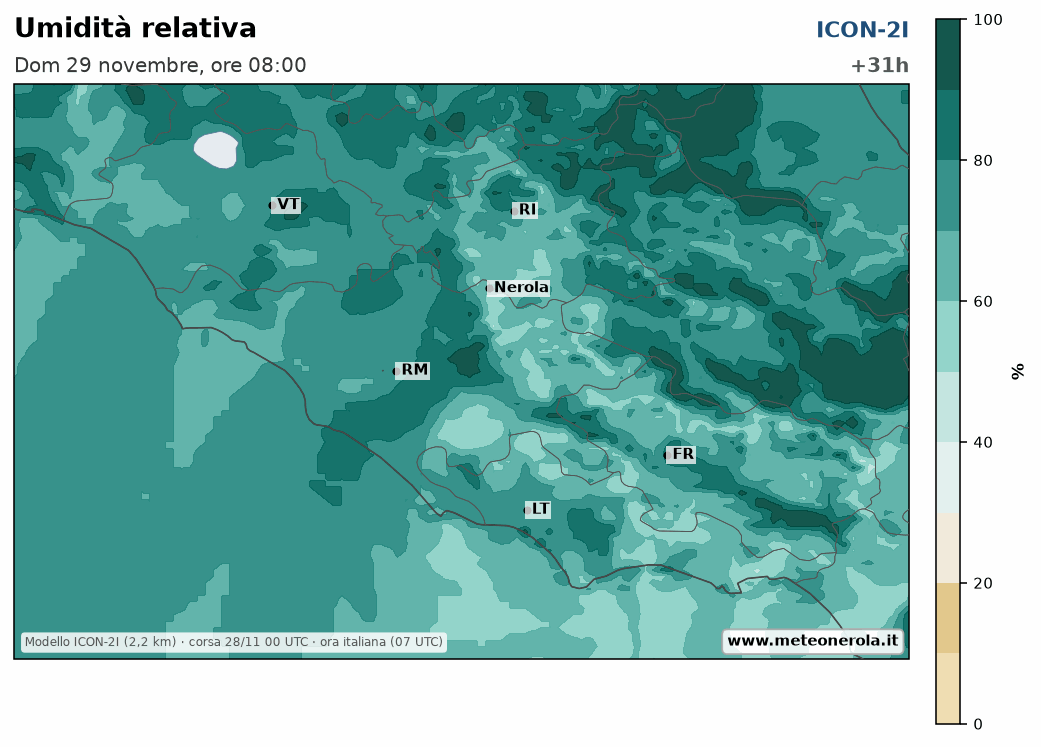 Umidità relativa
ICON-2I
Dom 29 novembre, ore 08:00
+31h
100
80
60
40
20
0
%
VT
RI
Nerola
RM
FR
LT
Modello ICON-2I (2,2 km) · corsa 28/11 00 UTC · ora italiana (07 UTC)
www.meteonerola.it